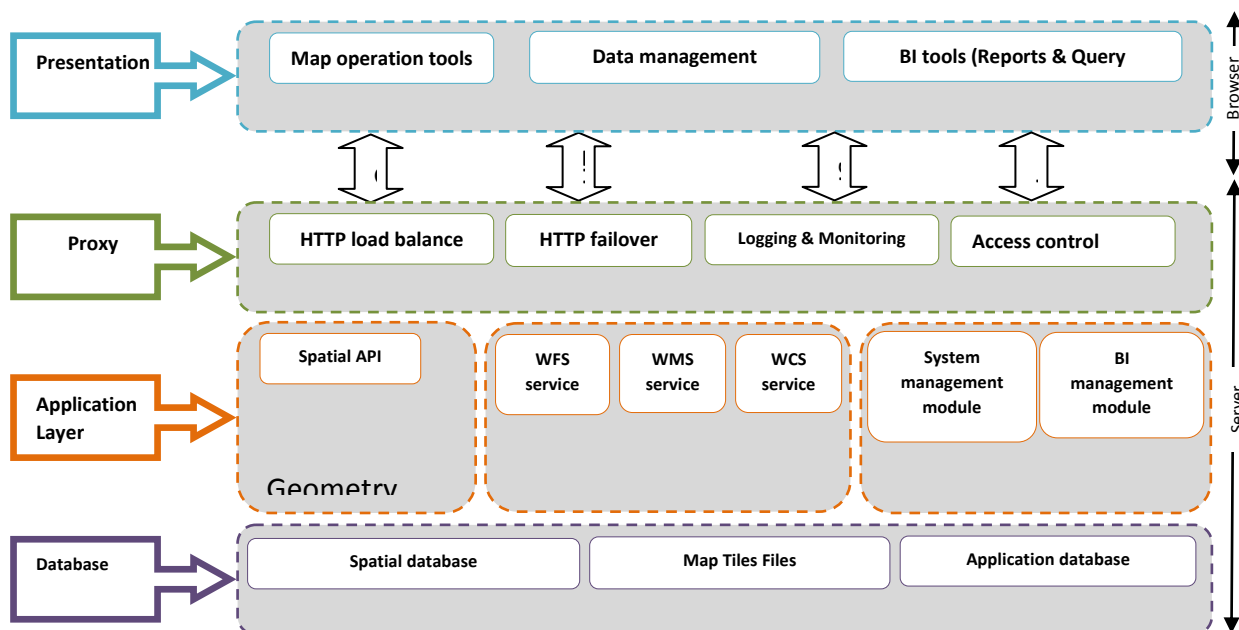 Presentation
Map operation tools
Data management
BI tools (Reports & Query
Browser
Proxy
HTTP load balance
HTTP failover
Logging & Monitoring
Access control
Application
Layer
Spatial API
WFS
service
WMS
service
WCS
service
System
management
module
BI
management
module
Geometry
Server
Database
Spatial database
Map Tiles Files
Application database